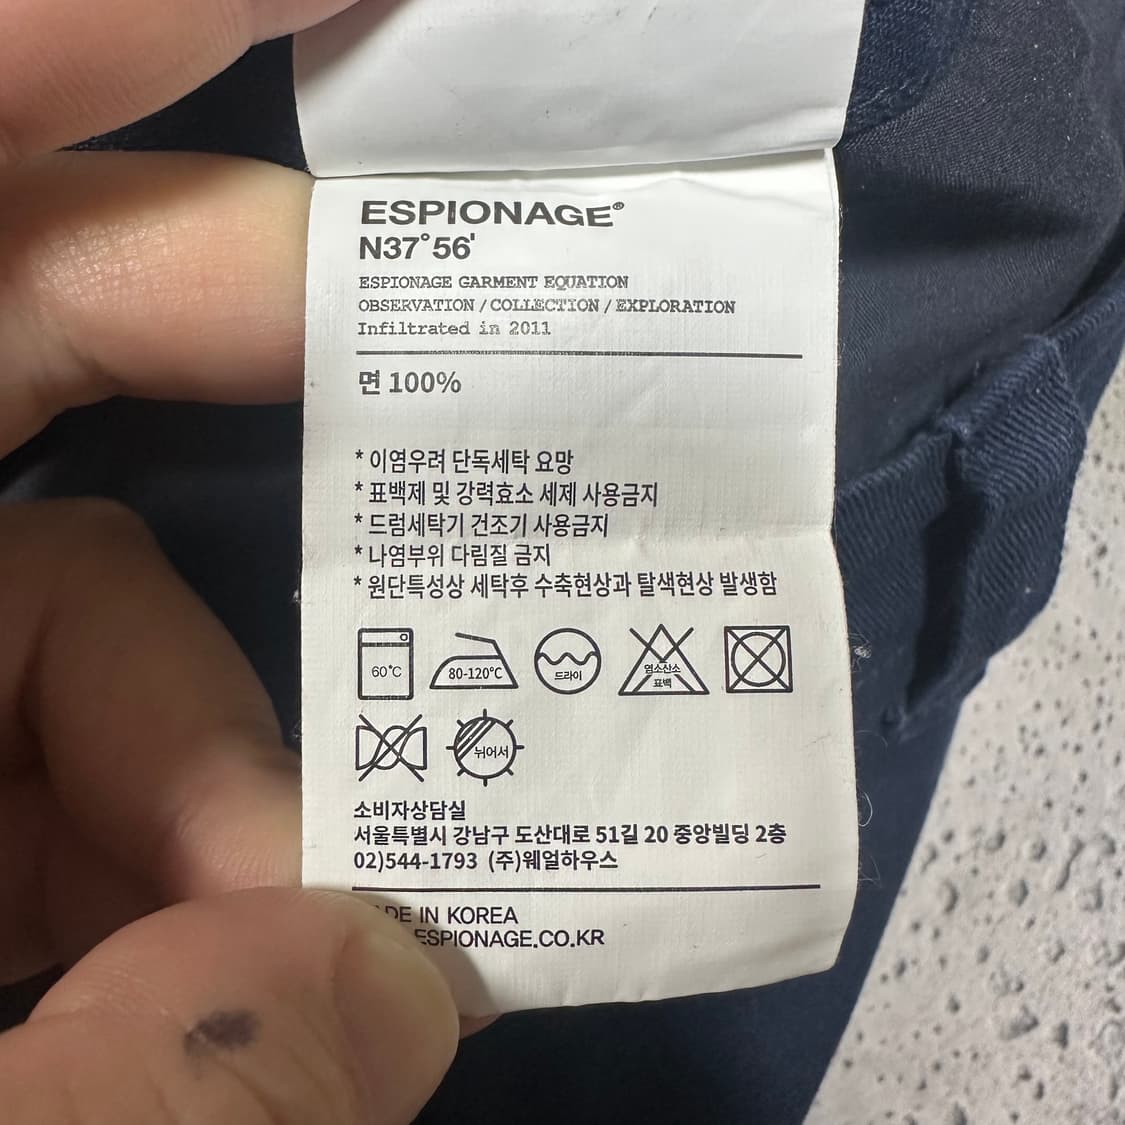 ESPIONAGE®
N37°56'
ESPIONAGE GARMENT EQUATION
OBSERVATION / COLLECTION / EXPLORATION
Infiltrated in 2011
면 100%
* 이염우려 단독세탁 요망
* 표백제 및 강력효소 세제 사용금지
* 드럼세탁기 건조기 사용금지
* 나염부위 다림질 금지
* 원단특성상 세탁후 수축현상과 탈색현상 발생함
60°C
80-120°C
드라이
염소산소
표백
뉘어서
소비자상담실
서울특별시 강남구 도산대로 51길 20 중앙빌딩 2층
02)544-1793 (주)웨얼하우스
DE IN KOREA
ESPIONAGE.CO.KR